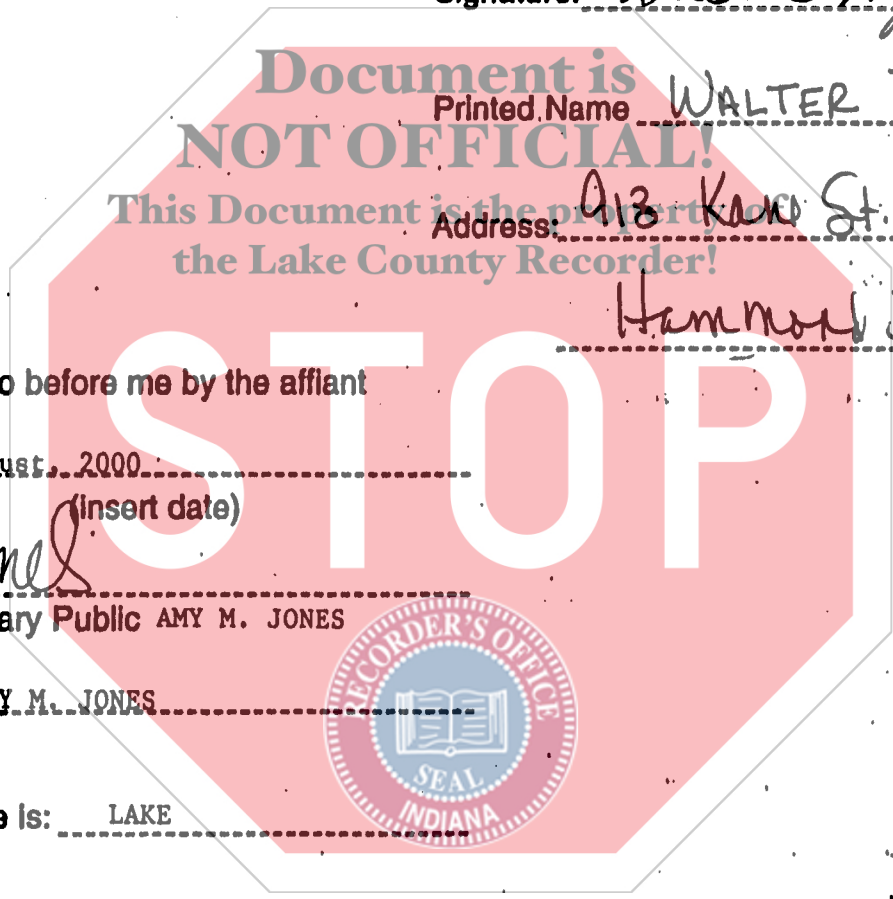 Signature:
Document is
Printed Name WALTER
NOT OFFICIAL!
This Document is the property of
Address: 913 Kane St.
the Lake County Recorder!
Hammond
STOP
o before me by the affiant
ust, 2000
(insert date)
nes
ary Public AMY M. JONES
Y M. JONES
RECORDER'S OFFICE
SEAL
INDIANA
e is: LAKE